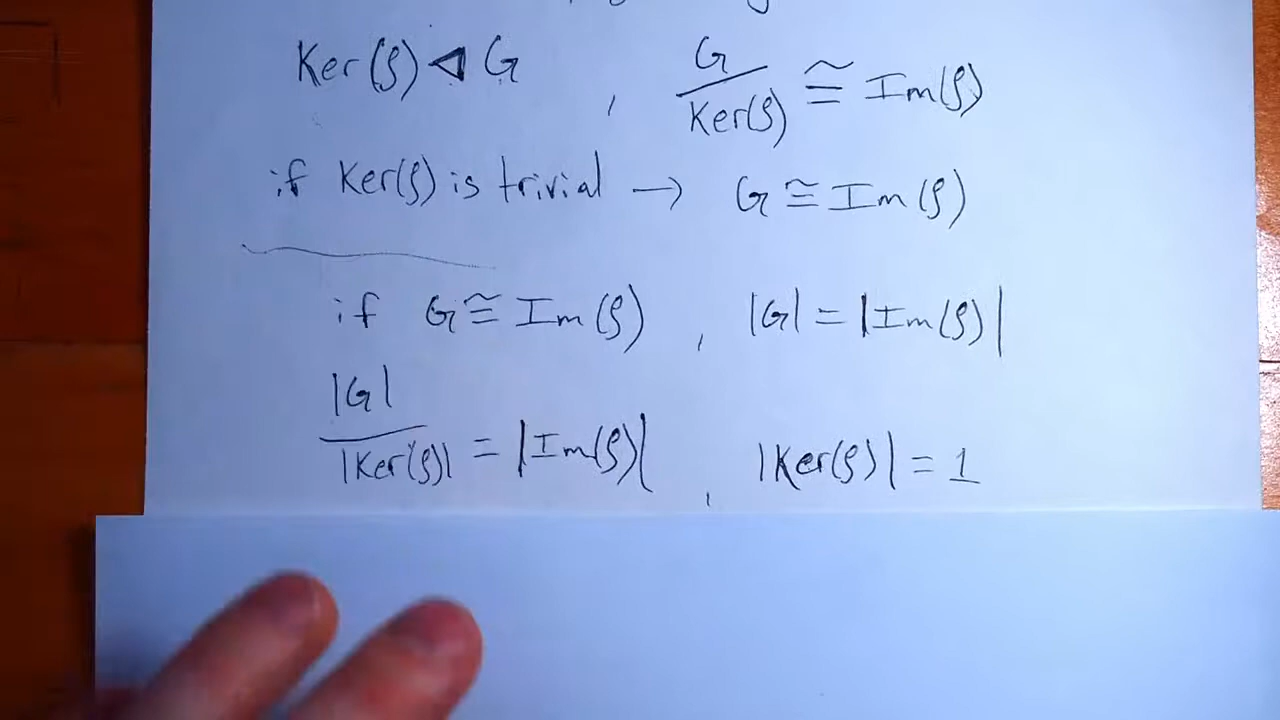 Ker(ρ) ◁ G , G/Ker(ρ) ≅ Im(ρ)
if Ker(ρ) is trivial → G ≅ Im(ρ)
if G ≅ Im(ρ) , |G| = |Im(ρ)|
|G|/|Ker(ρ)| = |Im(ρ)| , |Ker(ρ)| = 1